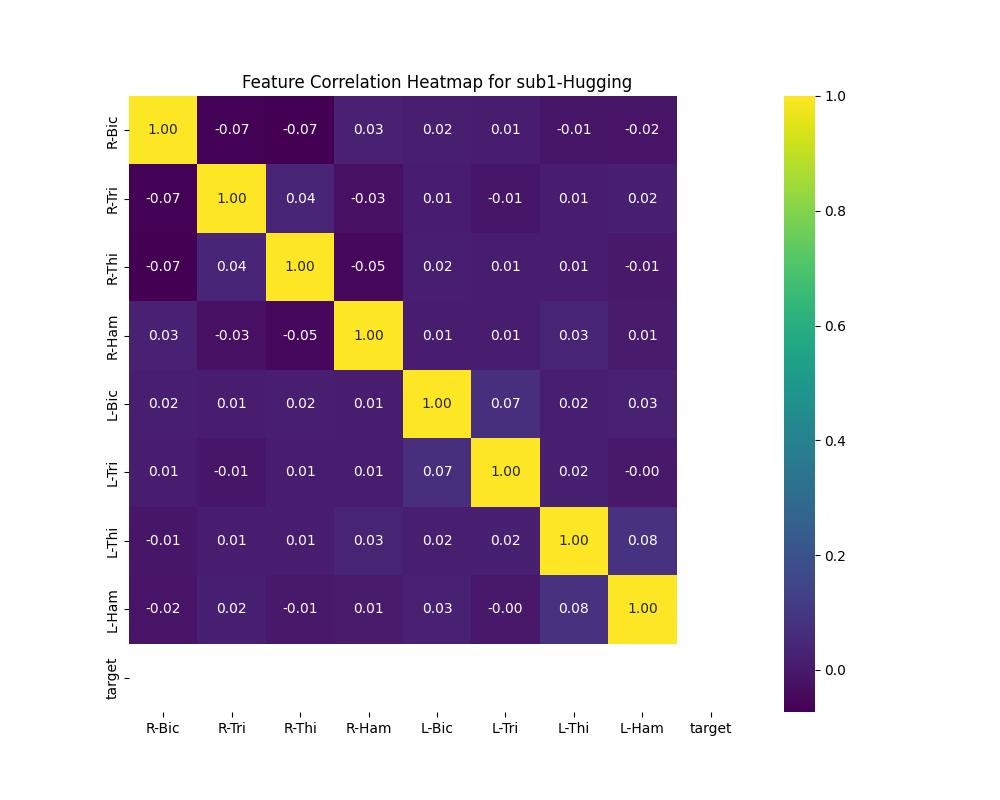 Feature Correlation Heatmap for sub1-Hugging
R-Bic 1.00 -0.07 -0.07 0.03 0.02 0.01 -0.01 -0.02
R-Tri -0.07 1.00 0.04 -0.03 0.01 -0.01 0.01 0.02
R-Thi -0.07 0.04 1.00 -0.05 0.02 0.01 0.01 -0.01
R-Ham 0.03 -0.03 -0.05 1.00 0.01 0.01 0.03 0.01
L-Bic 0.02 0.01 0.02 0.01 1.00 0.07 0.02 0.03
L-Tri 0.01 -0.01 0.01 0.01 0.07 1.00 0.02 -0.00
L-Thi -0.01 0.01 0.01 0.03 0.02 0.02 1.00 0.08
L-Ham -0.02 0.02 -0.01 0.01 0.03 -0.00 0.08 1.00
target
R-Bic R-Tri R-Thi R-Ham L-Bic L-Tri L-Thi L-Ham target
1.0
0.8
0.6
0.4
0.2
0.0